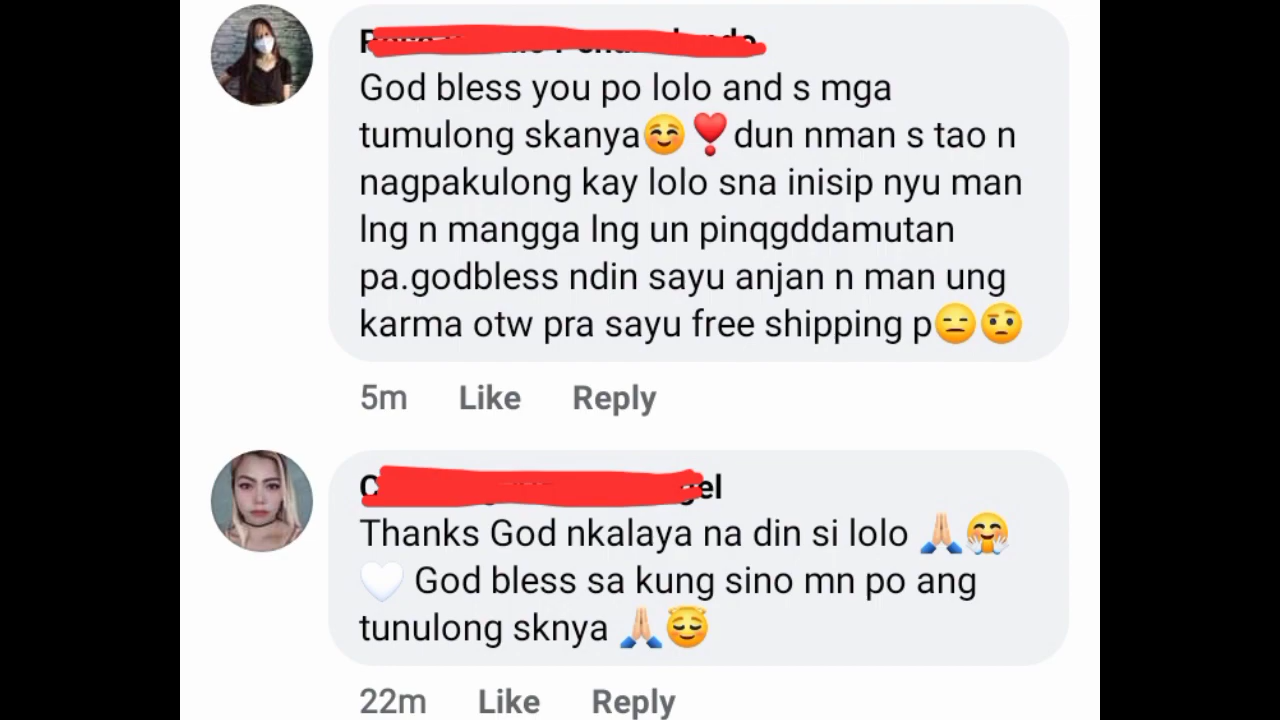 God bless you po lolo and s mga
tumulong skanya☺️❣️dun nman s tao n
nagpakulong kay lolo sna inisip nyu man
lng n mangga lng un pinqgddamutan
pa.godbless ndin sayu anjan n man ung
karma otw pra sayu free shipping p😑🤨
5m Like Reply
gel
Thanks God nkalaya na din si lolo 🙏🏼🤗
🤍 God bless sa kung sino mn po ang
tunulong sknya 🙏🏼😇
22m Like Reply